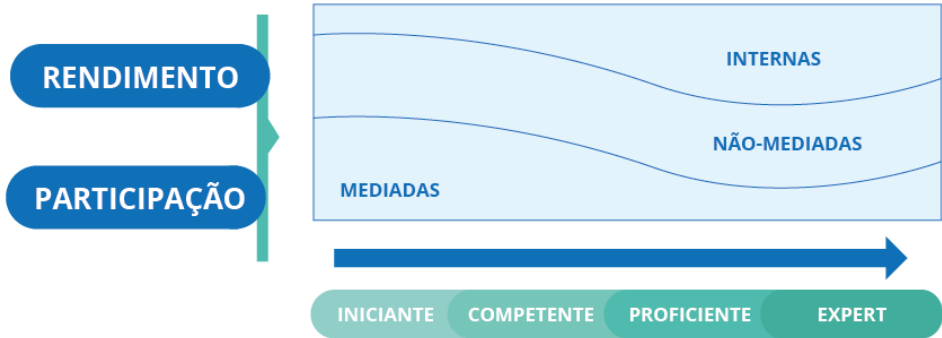 RENDIMENTO
PARTICIPAÇÃO
INTERNAS
NÃO-MEDIADAS
MEDIADAS
INICIANTE
COMPETENTE
PROFICIENTE
EXPERT